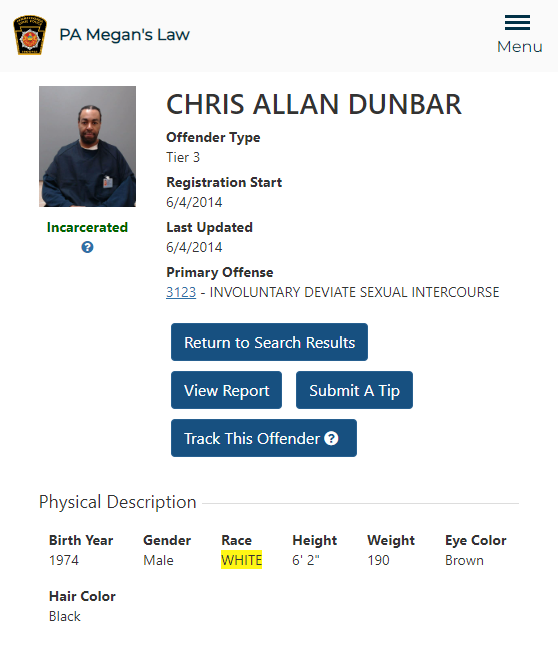 PA Megan's Law
Menu
CHRIS ALLAN DUNBAR
Offender Type
Tier 3
Registration Start
6/4/2014
Incarcerated
Last Updated
6/4/2014
Primary Offense
3123 - INVOLUNTARY DEVIATE SEXUAL INTERCOURSE
Return to Search Results
View Report
Submit A Tip
Track This Offender ?
Physical Description
Birth Year Gender Race Height Weight Eye Color
1974 Male WHITE 6' 2" 190 Brown
Hair Color
Black